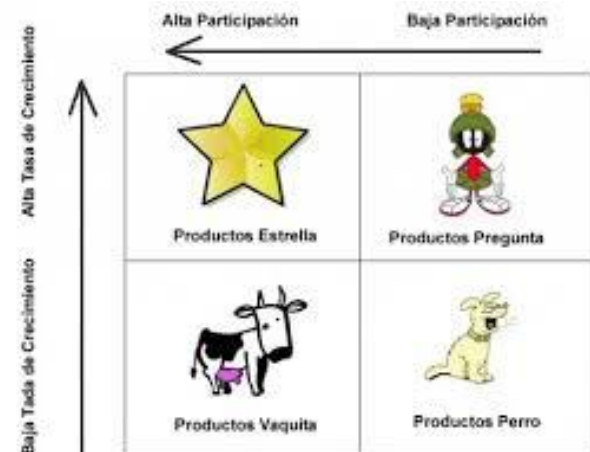 Alta Participación
Baja Participación
Alta Tasa de Crecimiento
Productos Estrella
Productos Pregunta
Baja Tada de Crecimiento
Productos Vaquita
Productos Perro